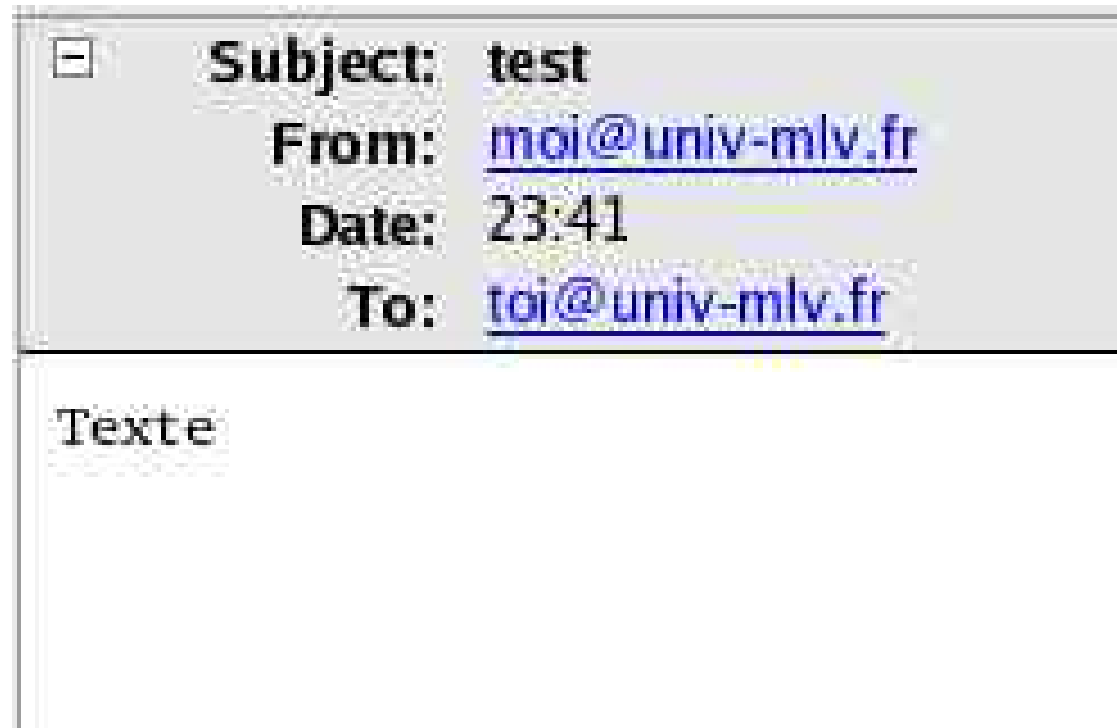 Subject: test
From: moi@univ-mlv.fr
Date: 23:41
To: toi@univ-mlv.fr
Texte